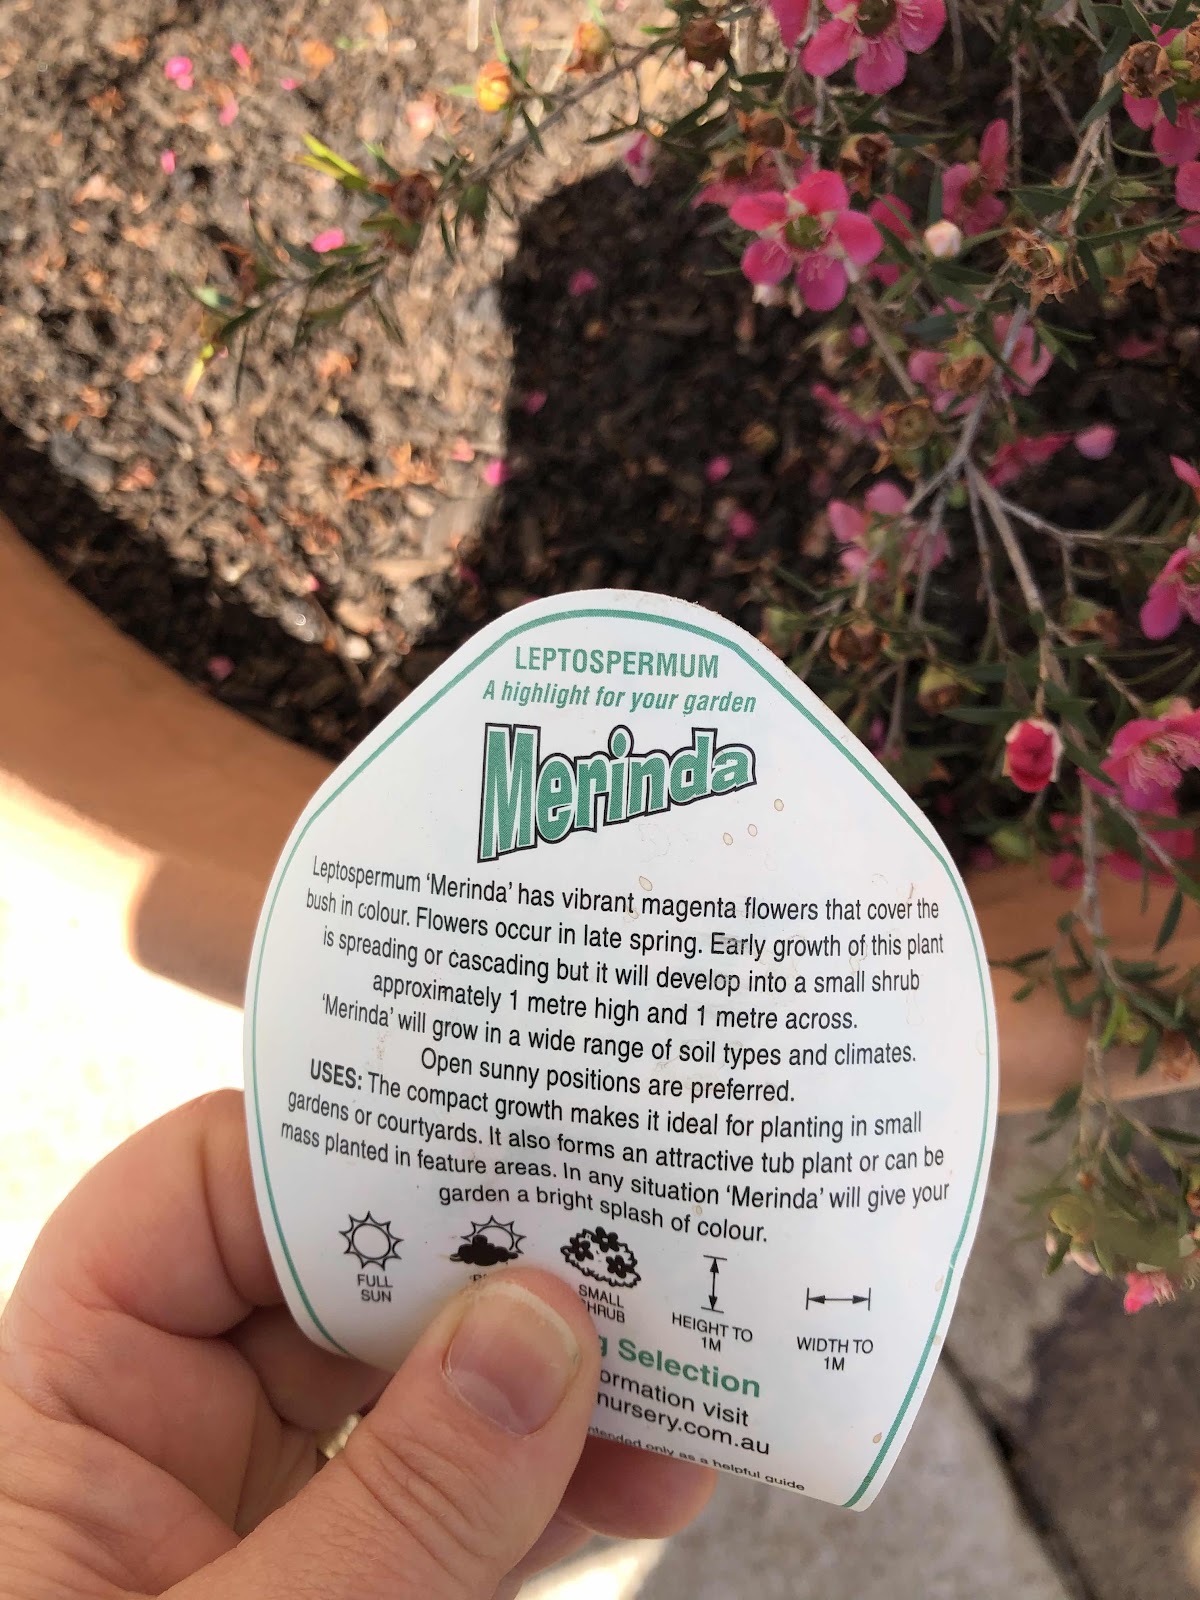 LEPTOSPERMUM
A highlight for your garden
Merinda
Leptospermum 'Merinda' has vibrant magenta flowers that cover the
bush in colour. Flowers occur in late spring. Early growth of this plant
is spreading or cascading but it will develop into a small shrub
approximately 1 metre high and 1 metre across.
'Merinda' will grow in a wide range of soil types and climates.
Open sunny positions are preferred.
USES: The compact growth makes it ideal for planting in small
gardens or courtyards. It also forms an attractive tub plant or can be
mass planted in feature areas. In any situation 'Merinda' will give your
garden a bright splash of colour.
FULL
SUN
SMALL
HRUB
HEIGHT TO
1M
WIDTH TO
1M
g Selection
ormation visit
nursery.com.au
ntended only as a helpful guide